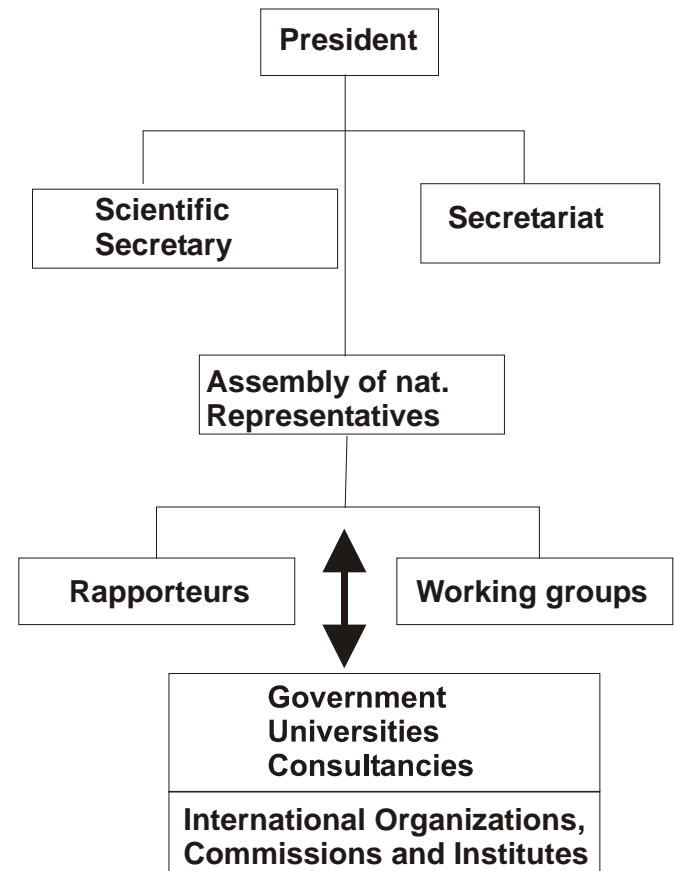 President
Scientific
Secretary
Secretariat
Assembly of nat.
Representatives
Rapporteurs
Working groups
Government
Universities
Consultancies
International Organizations,
Commissions and Institutes